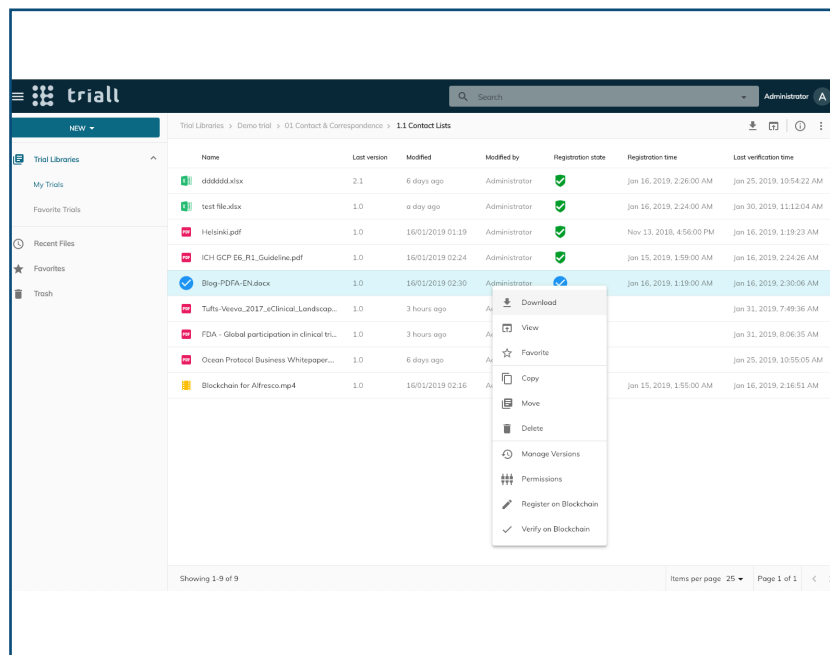 triall
Search
Administrator A
NEW
Trial Libraries > Demo trial > 01 Contact & Correspondence > 1.1 Contact Lists
Trial Libraries
My Trials
Favorite Trials
Recent Files
Favorites
Trash
Name Last version Modified Modified by Registration state Registration time Last verification time
dddddd.xlsx 2.1 6 days ago Administrator Jan 16, 2019, 2:26:00 AM Jan 25, 2019, 10:54:22 AM
test file.xlsx 1.0 a day ago Administrator Jan 16, 2019, 2:24:00 AM Jan 30, 2019, 11:12:04 AM
PDF Helsinki.pdf 1.0 16/01/2019 01:19 Administrator Nov 13, 2018, 4:56:00 PM Jan 16, 2019, 1:19:23 AM
PDF ICH GCP E6_R1_Guideline.pdf 1.0 16/01/2019 02:24 Administrator Jan 15, 2019, 1:59:00 AM Jan 16, 2019, 2:24:26 AM
Blog-PDFA-EN.docx 1.0 16/01/2019 02:30 Administrator Jan 16, 2019, 1:19:00 AM Jan 16, 2019, 2:30:06 AM
PDF Tufts-Veeva_2017_eClinical_Landscap... 1.0 3 hours ago Jan 31, 2019, 7:49:36 AM
PDF FDA - Global participation in clinical tri... 1.0 3 hours ago Jan 31, 2019, 8:06:35 AM
PDF Ocean Protocol Business Whitepaper.... 1.0 6 days ago Jan 25, 2019, 10:55:05 AM
Blockchain for Alfresco.mp4 1.0 16/01/2019 02:16 Jan 15, 2019, 1:55:00 AM Jan 16, 2019, 2:16:51 AM
Download
View
Favorite
Copy
Move
Delete
Manage Versions
Permissions
Register on Blockchain
Verify on Blockchain
Showing 1-9 of 9 Items per page 25 Page 1 of 1